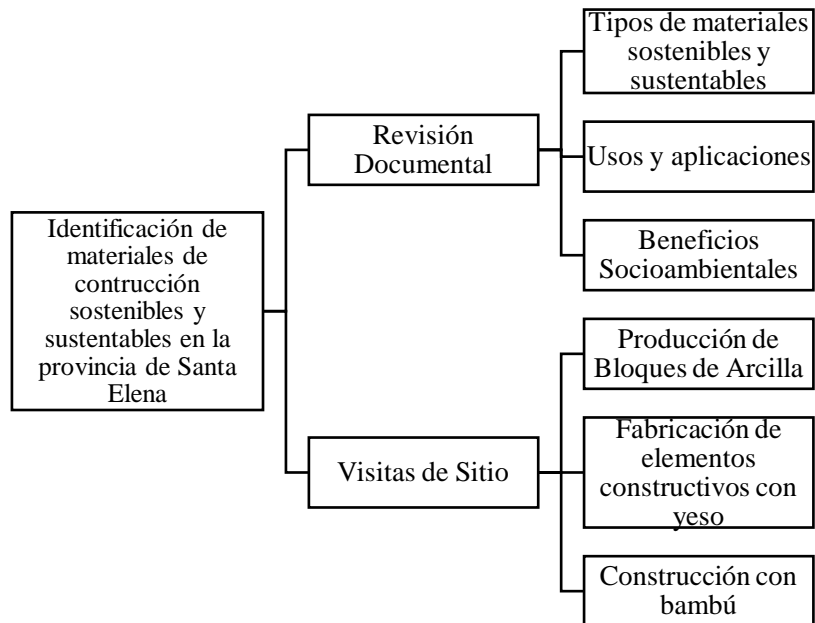 Identificación de
materiales de
contrucción
sostenibles y
sustentables en la
provincia de Santa
Elena
Revisión
Documental
Tipos de materiales
sostenibles y
sustentables
Usos y aplicaciones
Beneficios
Socioambientales
Visitas de Sitio
Producción de
Bloques de Arcilla
Fabricación de
elementos
constructivos con
yeso
Construcción con
bambú